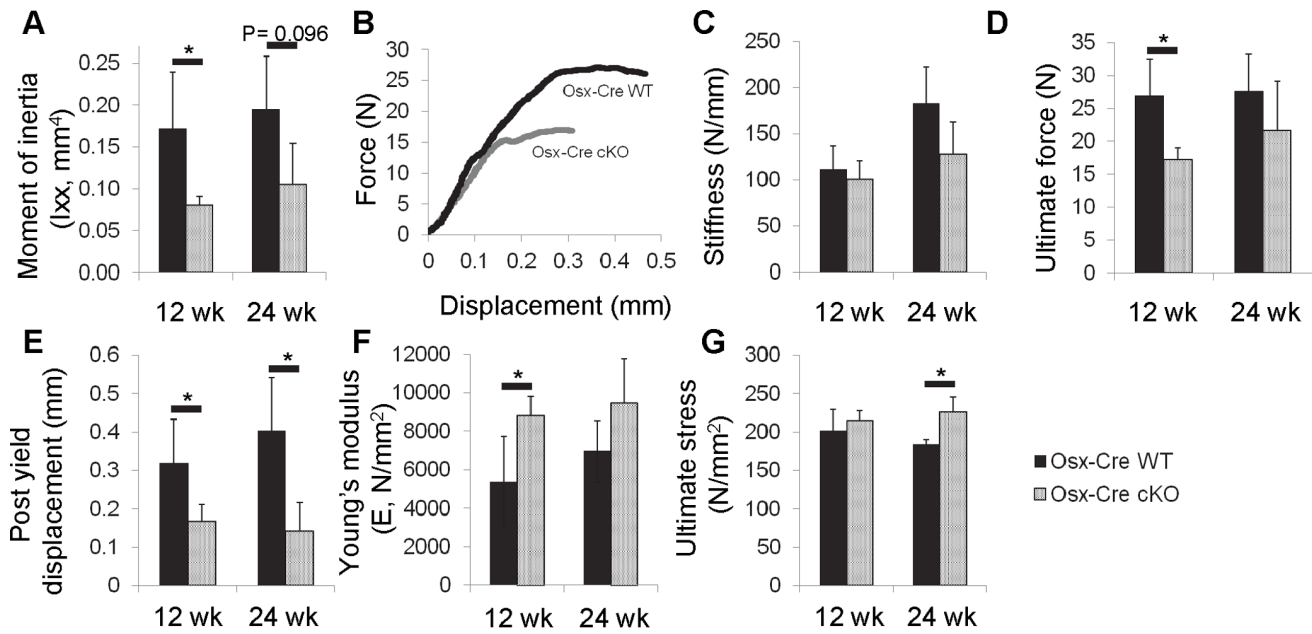 A
Moment of inertia
(Ixx, mm⁴)
0.25
0.20
0.15
0.10
0.05
0.00
*
P= 0.096
12 wk
24 wk
B
Force (N)
30
25
20
15
10
5
0
Osx-Cre WT
Osx-Cre cKO
0
0.1
0.2
0.3
0.4
0.5
Displacement (mm)
C
Stiffness (N/mm)
250
200
150
100
50
0
12 wk
24 wk
D
Ultimate force (N)
35
30
25
20
15
10
5
0
*
12 wk
24 wk
E
Post yield
displacement (mm)
0.6
0.5
0.4
0.3
0.2
0.1
0
*
*
12 wk
24 wk
F
Young's modulus
(E, N/mm²)
12000
10000
8000
6000
4000
2000
0
*
12 wk
24 wk
G
Ultimate stress
(N/mm²)
300
250
200
150
100
50
0
*
12 wk
24 wk
Osx-Cre WT
Osx-Cre cKO